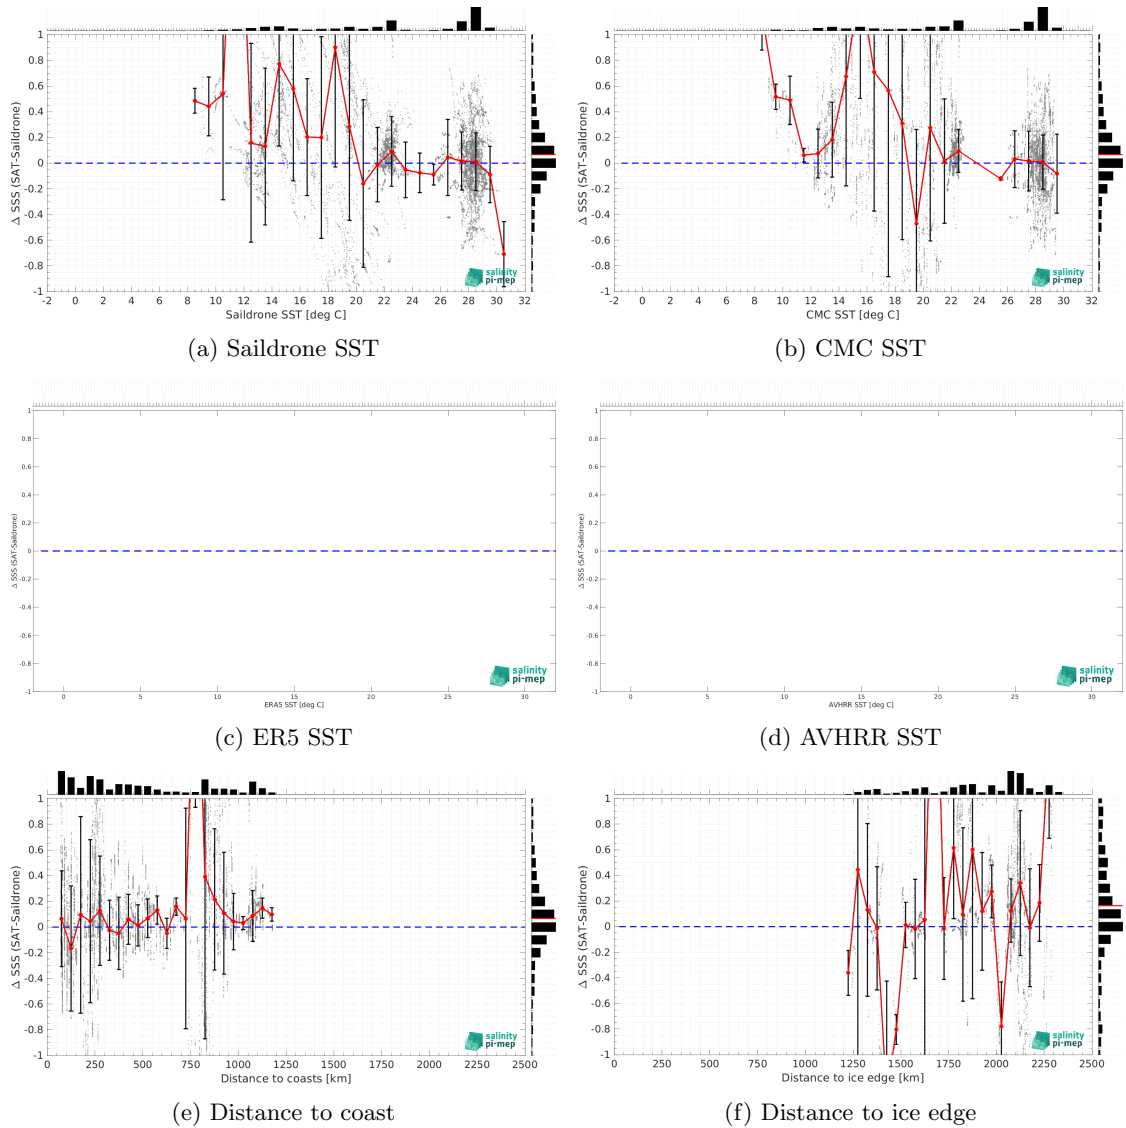 1
0.8
0.6
0.4
0.2
0
-0.2
-0.4
-0.6
-0.8
-1
Δ SSS (SAT-Saildrone)
-2 0 2 4 6 8 10 12 14 16 18 20 22 24 26 28 30 32
Saildrone SST [deg C]
salinity
pi-mep
(a) Saildrone SST
1
0.8
0.6
0.4
0.2
0
-0.2
-0.4
-0.6
-0.8
-1
Δ SSS (SAT-Saildrone)
-2 0 2 4 6 8 10 12 14 16 18 20 22 24 26 28 30 32
CMC SST [deg C]
salinity
pi-mep
(b) CMC SST
1
0.8
0.6
0.4
0.2
0
-0.2
-0.4
-0.6
-0.8
-1
Δ SSS (SAT-Saildrone)
0 5 10 15 20 25 30
ERA5 SST [deg C]
salinity
pi-mep
(c) ER5 SST
1
0.8
0.6
0.4
0.2
0
-0.2
-0.4
-0.6
-0.8
-1
Δ SSS (SAT-Saildrone)
0 5 10 15 20 25 30
AVHRR SST [deg C]
salinity
pi-mep
(d) AVHRR SST
1
0.8
0.6
0.4
0.2
0
-0.2
-0.4
-0.6
-0.8
-1
Δ SSS (SAT-Saildrone)
0 250 500 750 1000 1250 1500 1750 2000 2250 2500
Distance to coasts [km]
salinity
pi-mep
(e) Distance to coast
1
0.8
0.6
0.4
0.2
0
-0.2
-0.4
-0.6
-0.8
-1
Δ SSS (SAT-Saildrone)
0 250 500 750 1000 1250 1500 1750 2000 2250 2500
Distance to ice edge [km]
salinity
pi-mep
(f) Distance to ice edge